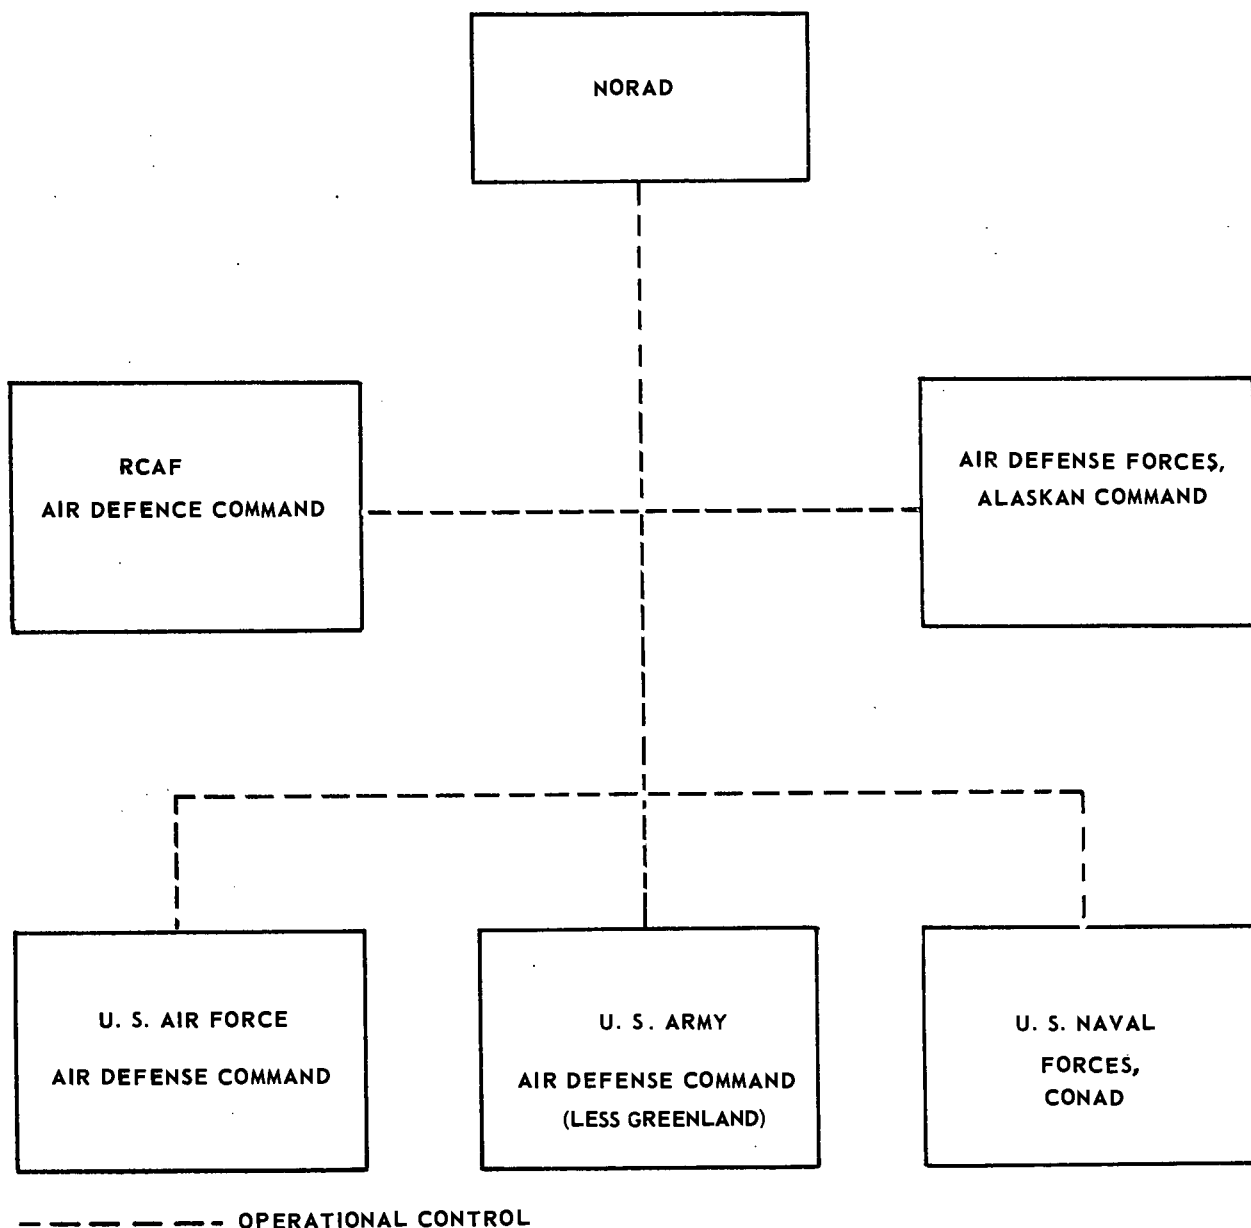 NORAD
RCAF
AIR DEFENCE COMMAND
AIR DEFENSE FORCES,
ALASKAN COMMAND
U. S. AIR FORCE
AIR DEFENSE COMMAND
U. S. ARMY
AIR DEFENSE COMMAND
(LESS GREENLAND)
U. S. NAVAL
FORCES,
CONAD
OPERATIONAL CONTROL